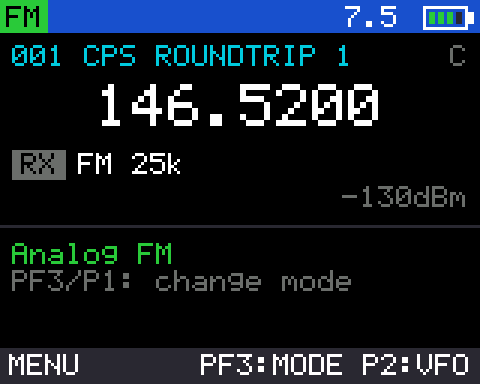 FM 7.5
001 CPS ROUNDTRIP 1 C
146.5200
RX FM 25k
-130dBm
Analog FM
PF3/P1: change mode
MENU PF3:MODE P2:VFO